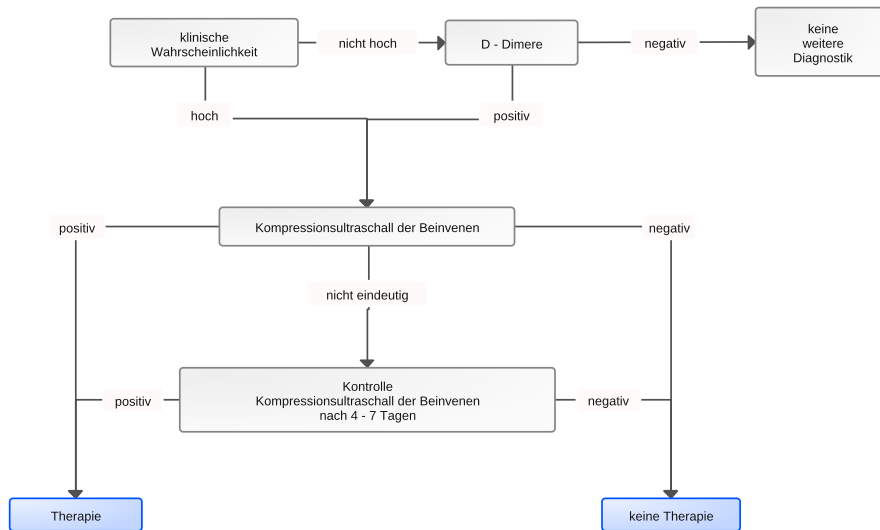 klinische
Wahrscheinlichkeit
nicht hoch
D - Dimere
negativ
keine
weitere
Diagnostik
hoch
positiv
positiv
Kompressionsultraschall der Beinvenen
negativ
nicht eindeutig
Kontrolle
Kompressionsultraschall der Beinvenen
nach 4 - 7 Tagen
positiv
negativ
Therapie
keine Therapie